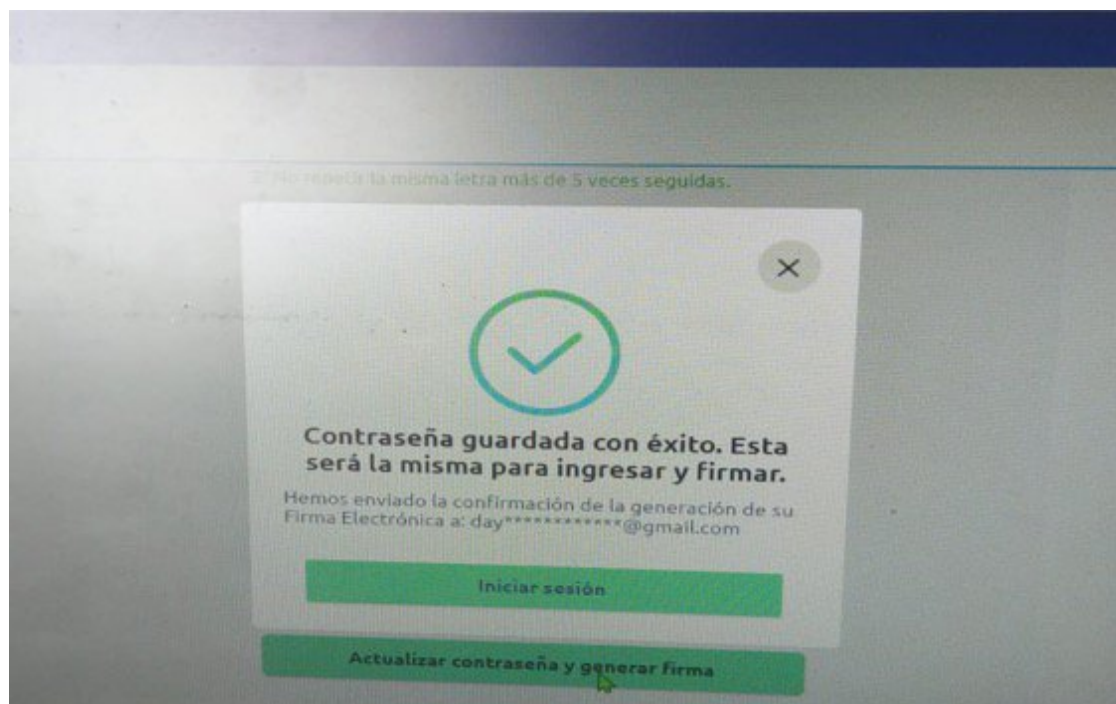 No repetir la misma letra más de 5 veces seguidas.
Contraseña guardada con éxito. Esta
será la misma para ingresar y firmar.
Hemos enviado la confirmación de la generación de su
Firma Electrónica a: day*************@gmail.com
Iniciar sesión
Actualizar contraseña y generar firma